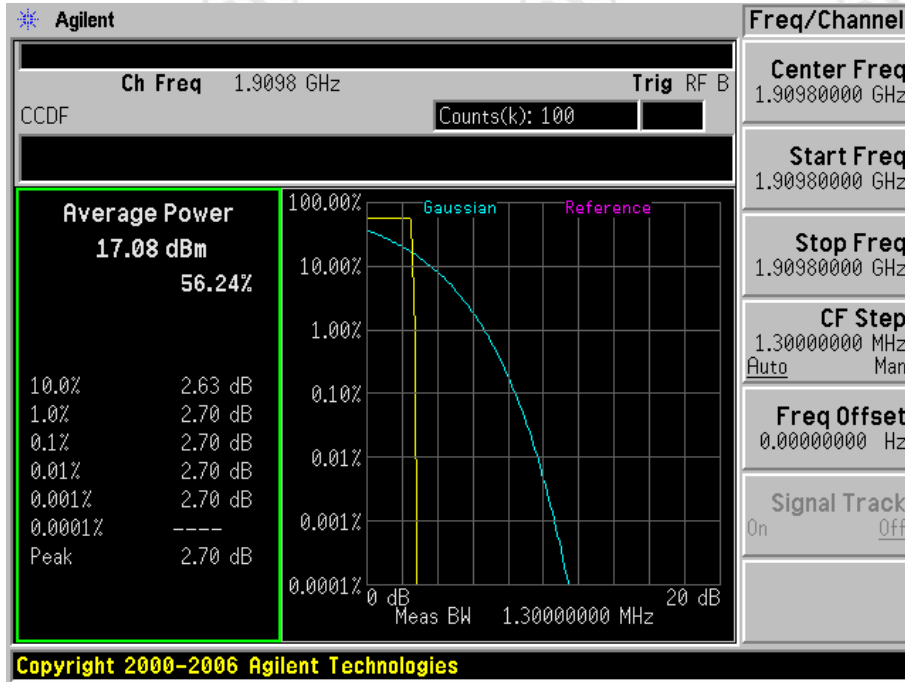 Agilent
Freq/Channel
Ch Freq 1.9098 GHz Trig RF B
CCDF Counts(k): 100
Average Power
17.08 dBm
56.24%
10.0% 2.63 dB
1.0% 2.70 dB
0.1% 2.70 dB
0.01% 2.70 dB
0.001% 2.70 dB
0.0001% ----
Peak 2.70 dB
Gaussian Reference
100.00%
10.00%
1.00%
0.10%
0.01%
0.001%
0.0001%
0 dB 20 dB
Meas BW 1.30000000 MHz
Center Freq
1.90980000 GHz
Start Freq
1.90980000 GHz
Stop Freq
1.90980000 GHz
CF Step
1.30000000 MHz
Auto Man
Freq Offset
0.00000000 Hz
Signal Track
On Off
Copyright 2000-2006 Agilent Technologies